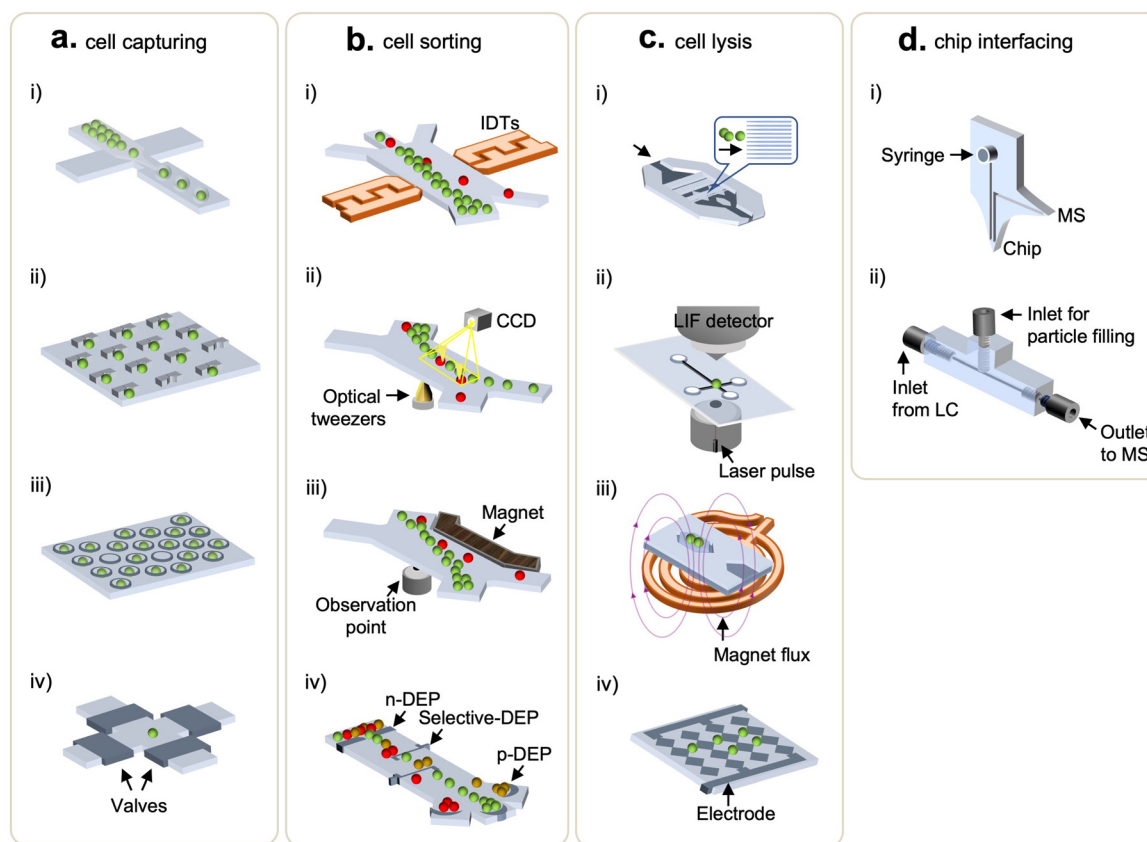 a. cell capturing
i)
ii)
iii)
iv)
Valves
b. cell sorting
i)
IDTs
ii)
CCD
Optical
tweezers
iii)
Magnet
Observation
point
iv)
n-DEP
Selective-DEP
p-DEP
c. cell lysis
i)
ii)
LIF detector
Laser pulse
iii)
Magnet flux
iv)
Electrode
d. chip interfacing
i)
Syringe
MS
Chip
ii)
Inlet for
particle filling
Inlet
from LC
Outlet
to MS